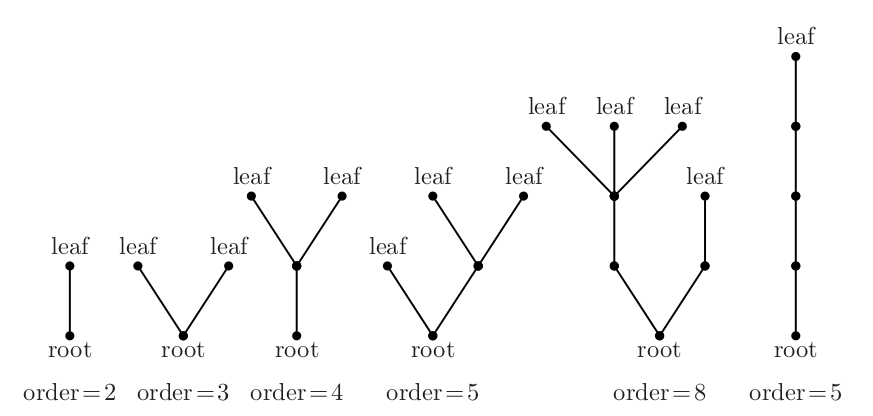 leaf
leaf leaf leaf
leaf leaf leaf leaf leaf
leaf leaf leaf leaf
root root root root root root
order=2 order=3 order=4 order=5 order=8 order=5